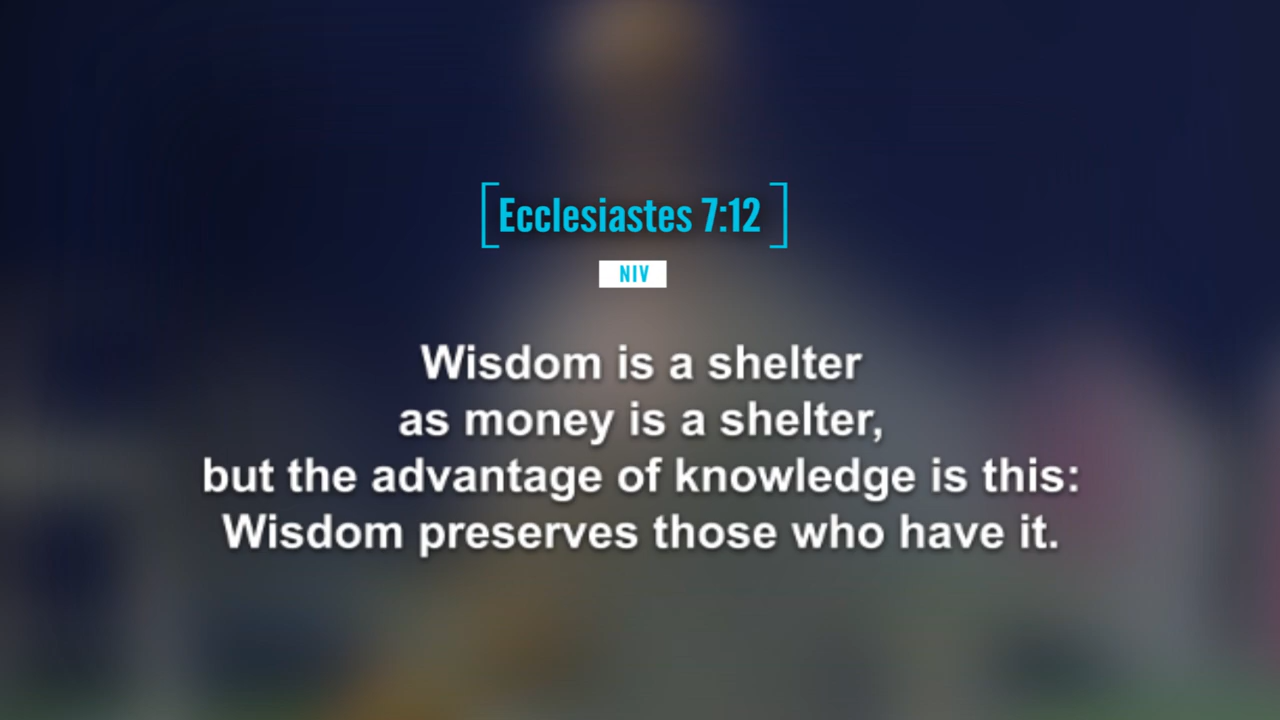 [Ecclesiastes 7:12]
NIV
Wisdom is a shelter
as money is a shelter,
but the advantage of knowledge is this:
Wisdom preserves those who have it.